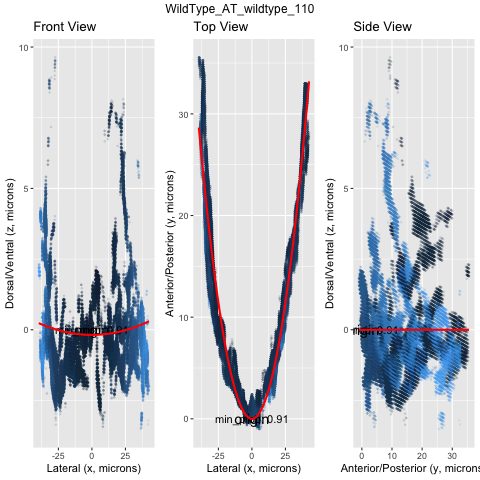 WildType_AT_wildtype_110
Front View
Top View
Side View
Dorsal/Ventral (z, microns)
10
5
0
-25
0
25
Lateral (x, microns)
Anterior/Posterior (y, microns)
30
20
10
0
-25
0
25
Lateral (x, microns)
Dorsal/Ventral (z, microns)
10
5
0
0
10
20
30
Anterior/Posterior (y, microns